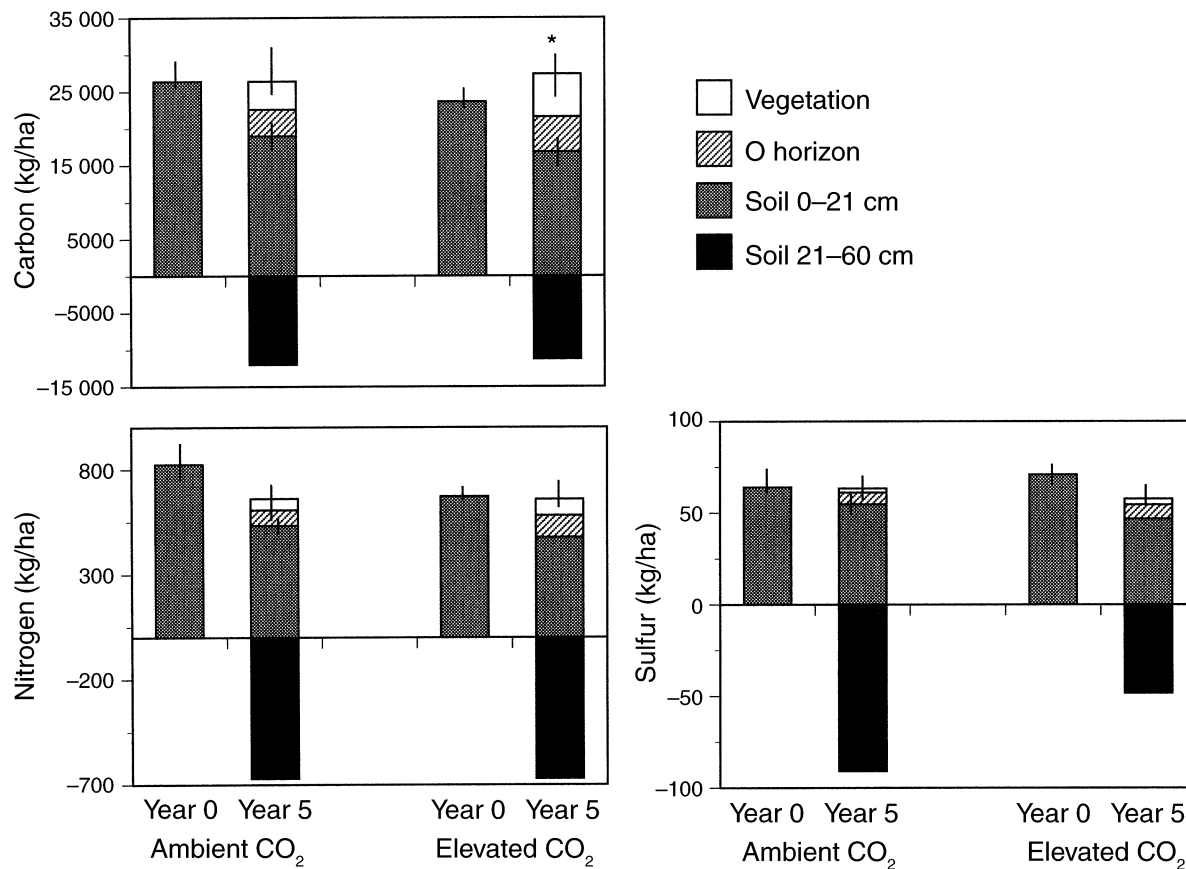 35 000
25 000
15 000
5000
−5000
−15 000
Carbon (kg/ha)
*
Vegetation
O horizon
Soil 0–21 cm
Soil 21–60 cm
800
300
−200
−700
Nitrogen (kg/ha)
Year 0 Year 5 Year 0 Year 5
Ambient CO₂ Elevated CO₂
100
50
0
−50
−100
Sulfur (kg/ha)
Year 0 Year 5 Year 0 Year 5
Ambient CO₂ Elevated CO₂